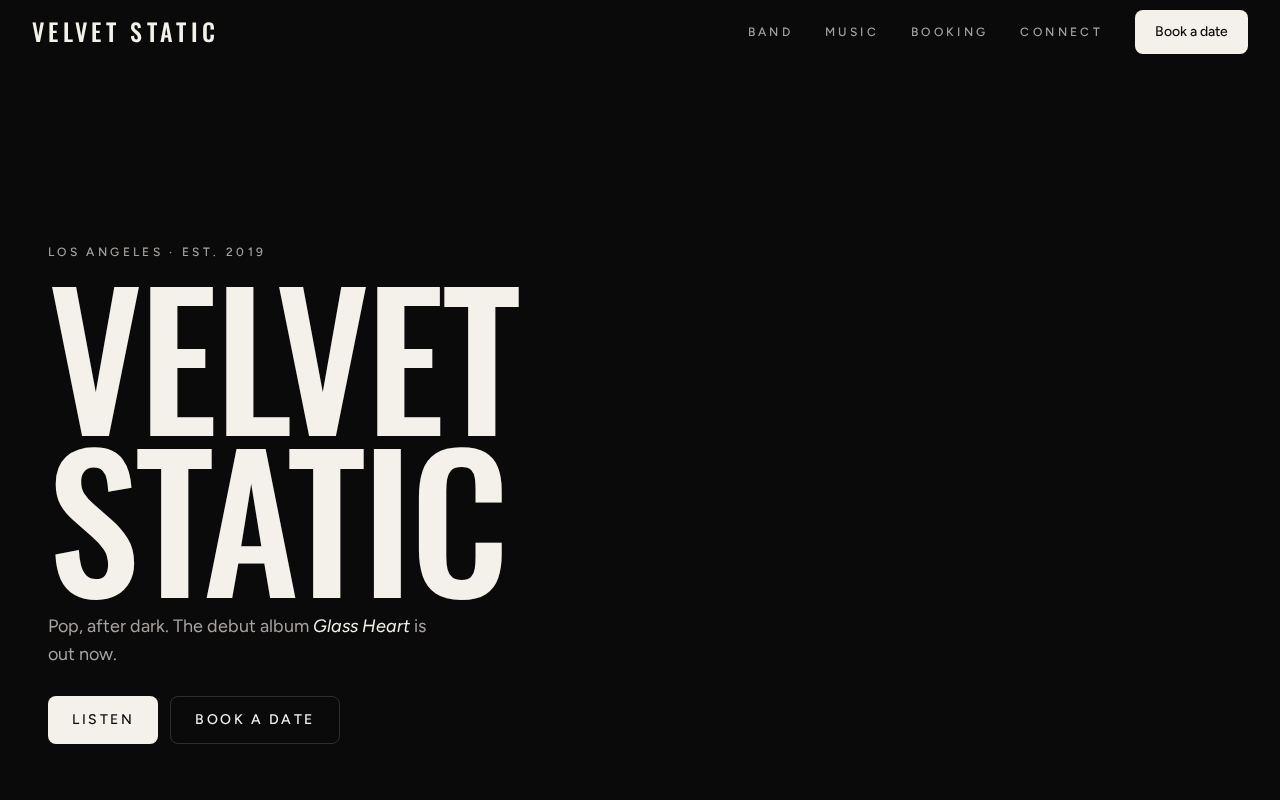 VELVET STATIC
BAND MUSIC BOOKING CONNECT Book a date
LOS ANGELES · EST. 2019
VELVET
STATIC
Pop, after dark. The debut album Glass Heart is
out now.
LISTEN BOOK A DATE